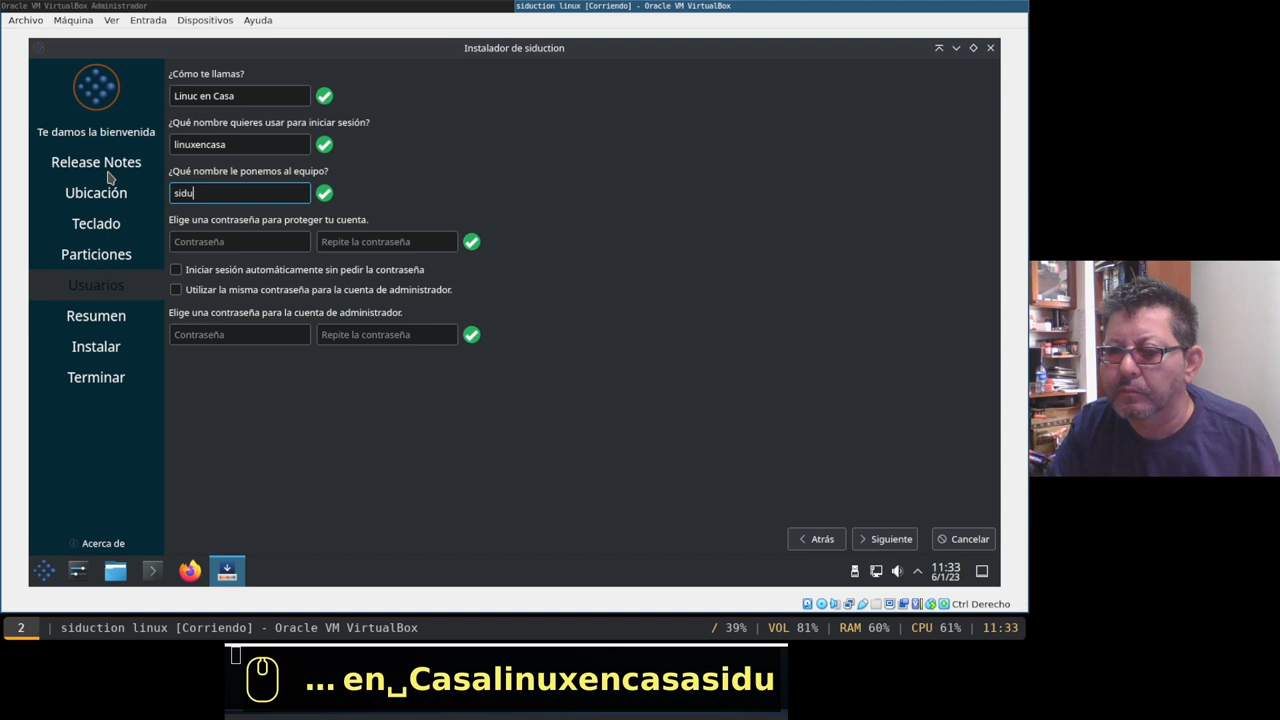 Oracle VM VirtualBox Administrador
siduction linux [Corriendo] - Oracle VM VirtualBox
Archivo Máquina Ver Entrada Dispositivos Ayuda
Instalador de siduction
Te damos la bienvenida
Release Notes
Ubicación
Teclado
Particiones
Usuarios
Resumen
Instalar
Terminar
Acerca de
¿Cómo te llamas?
Linuc en Casa
¿Qué nombre quieres usar para iniciar sesión?
linuxencasa
¿Qué nombre le ponemos al equipo?
sidu
Elige una contraseña para proteger tu cuenta.
Contraseña Repite la contraseña
Iniciar sesión automáticamente sin pedir la contraseña
Utilizar la misma contraseña para la cuenta de administrador.
Elige una contraseña para la cuenta de administrador.
Contraseña Repite la contraseña
Atrás Siguiente Cancelar
11:33
6/1/23
Ctrl Derecho
2 | siduction linux [Corriendo] - Oracle VM VirtualBox / 39% | VOL 81% | RAM 60% | CPU 61% | 11:33
... en␣Casalinuxencasasidu